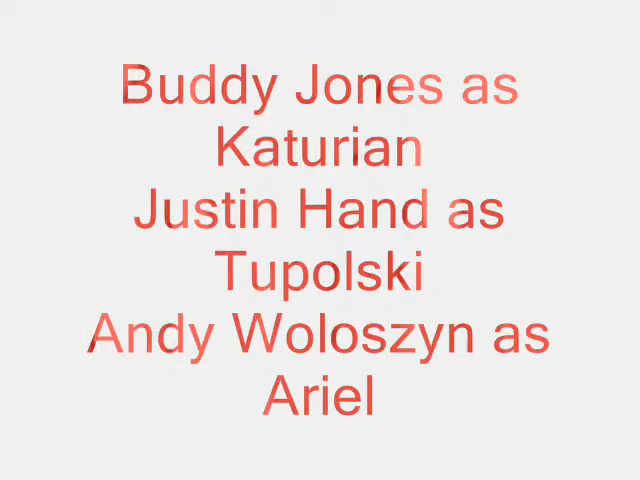 Buddy Jones as
Katurian
Justin Hand as
Tupolski
Andy Woloszyn as
Ariel